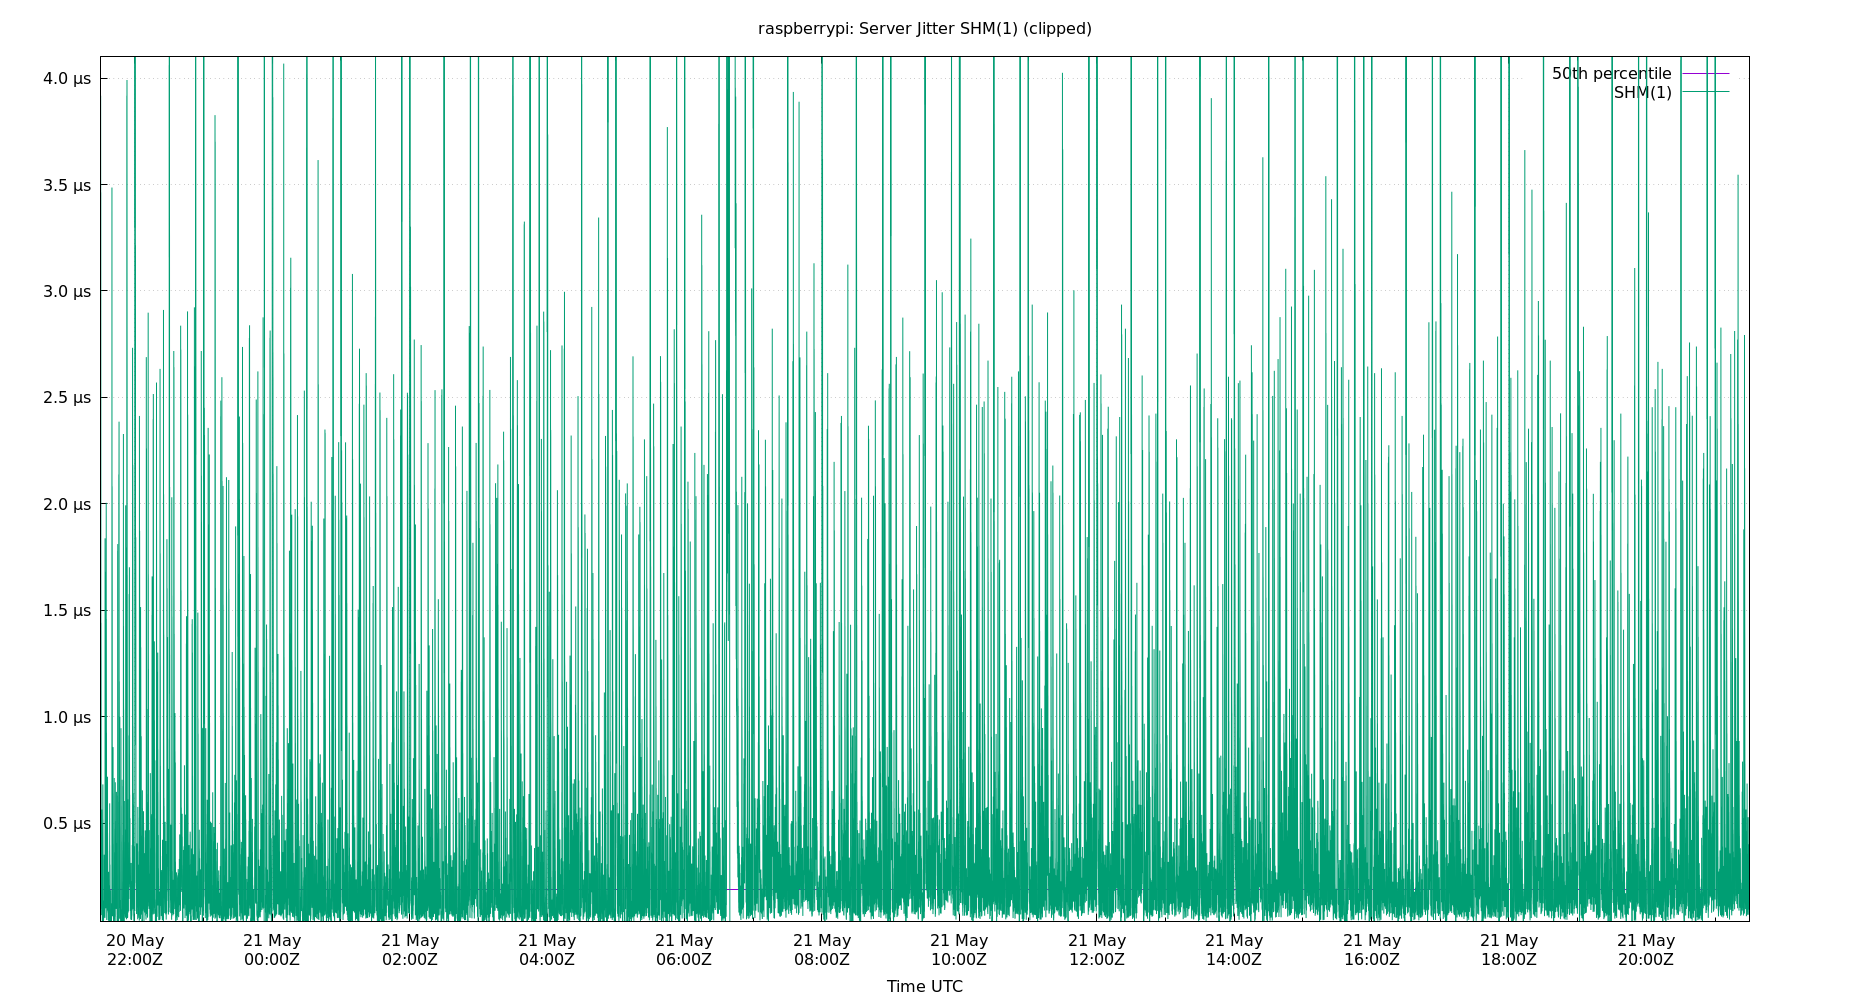 raspberrypi: Server Jitter SHM(1) (clipped)
50th percentile
SHM(1)
4.0 µs
3.5 µs
3.0 µs
2.5 µs
2.0 µs
1.5 µs
1.0 µs
0.5 µs
20 May 21 May 21 May 21 May 21 May 21 May 21 May 21 May 21 May 21 May 21 May 21 May
22:00Z 00:00Z 02:00Z 04:00Z 06:00Z 08:00Z 10:00Z 12:00Z 14:00Z 16:00Z 18:00Z 20:00Z
Time UTC